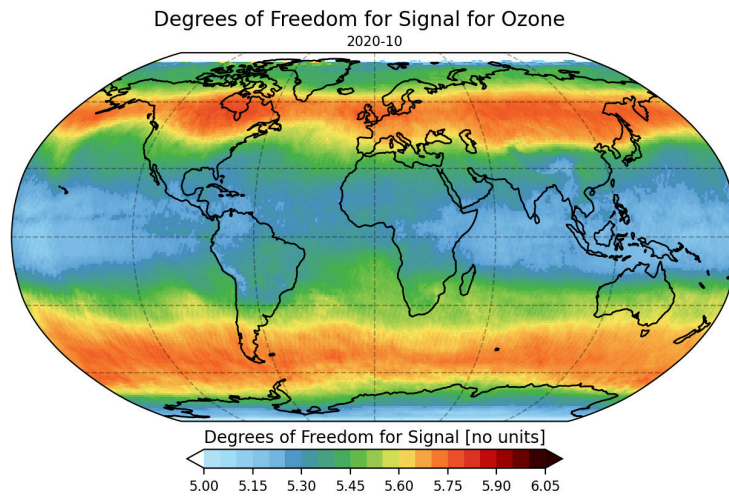 Degrees of Freedom for Signal for Ozone
2020-10
Degrees of Freedom for Signal [no units]
5.00 5.15 5.30 5.45 5.60 5.75 5.90 6.05